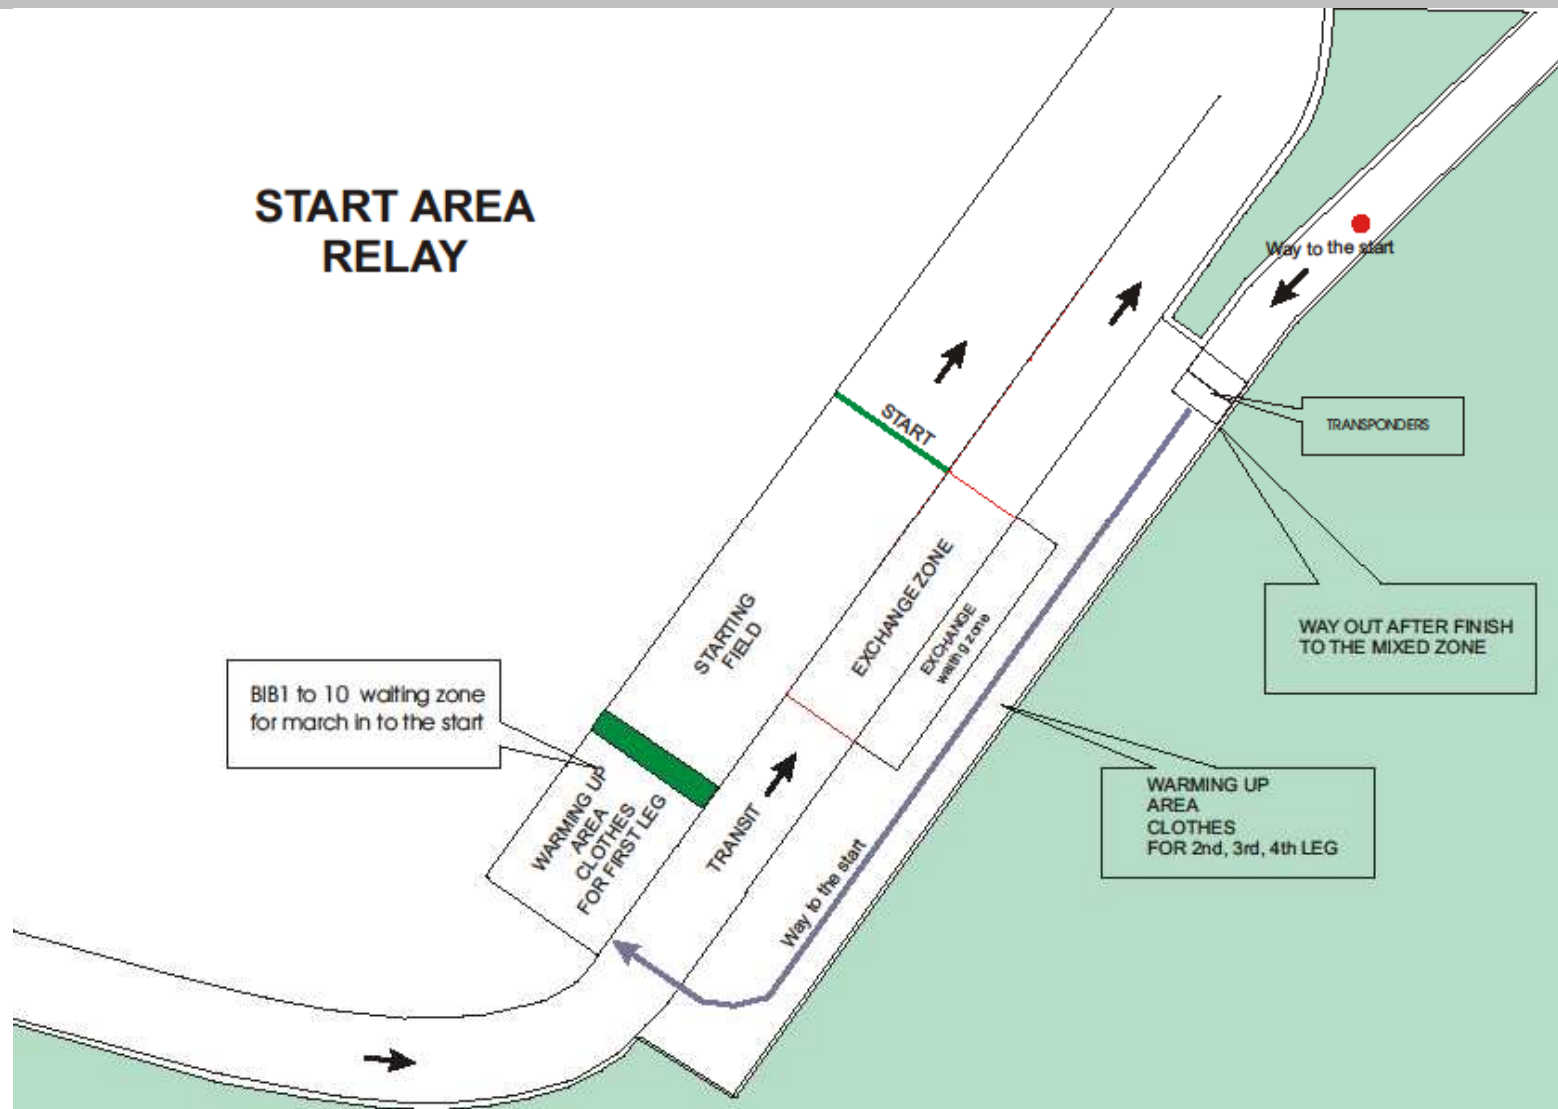 START AREA
RELAY
Way to the start
TRANSPONDERS
START
WAY OUT AFTER FINISH
TO THE MIXED ZONE
EXCHANGE ZONE
EXCHANGE
waiting zone
STARTING
FIELD
BIB1 to 10 waiting zone
for march in to the start
WARMING UP
AREA
CLOTHES
FOR FIRST LEG
TRANSIT
Way to the start
WARMING UP
AREA
CLOTHES
FOR 2nd, 3rd, 4th LEG